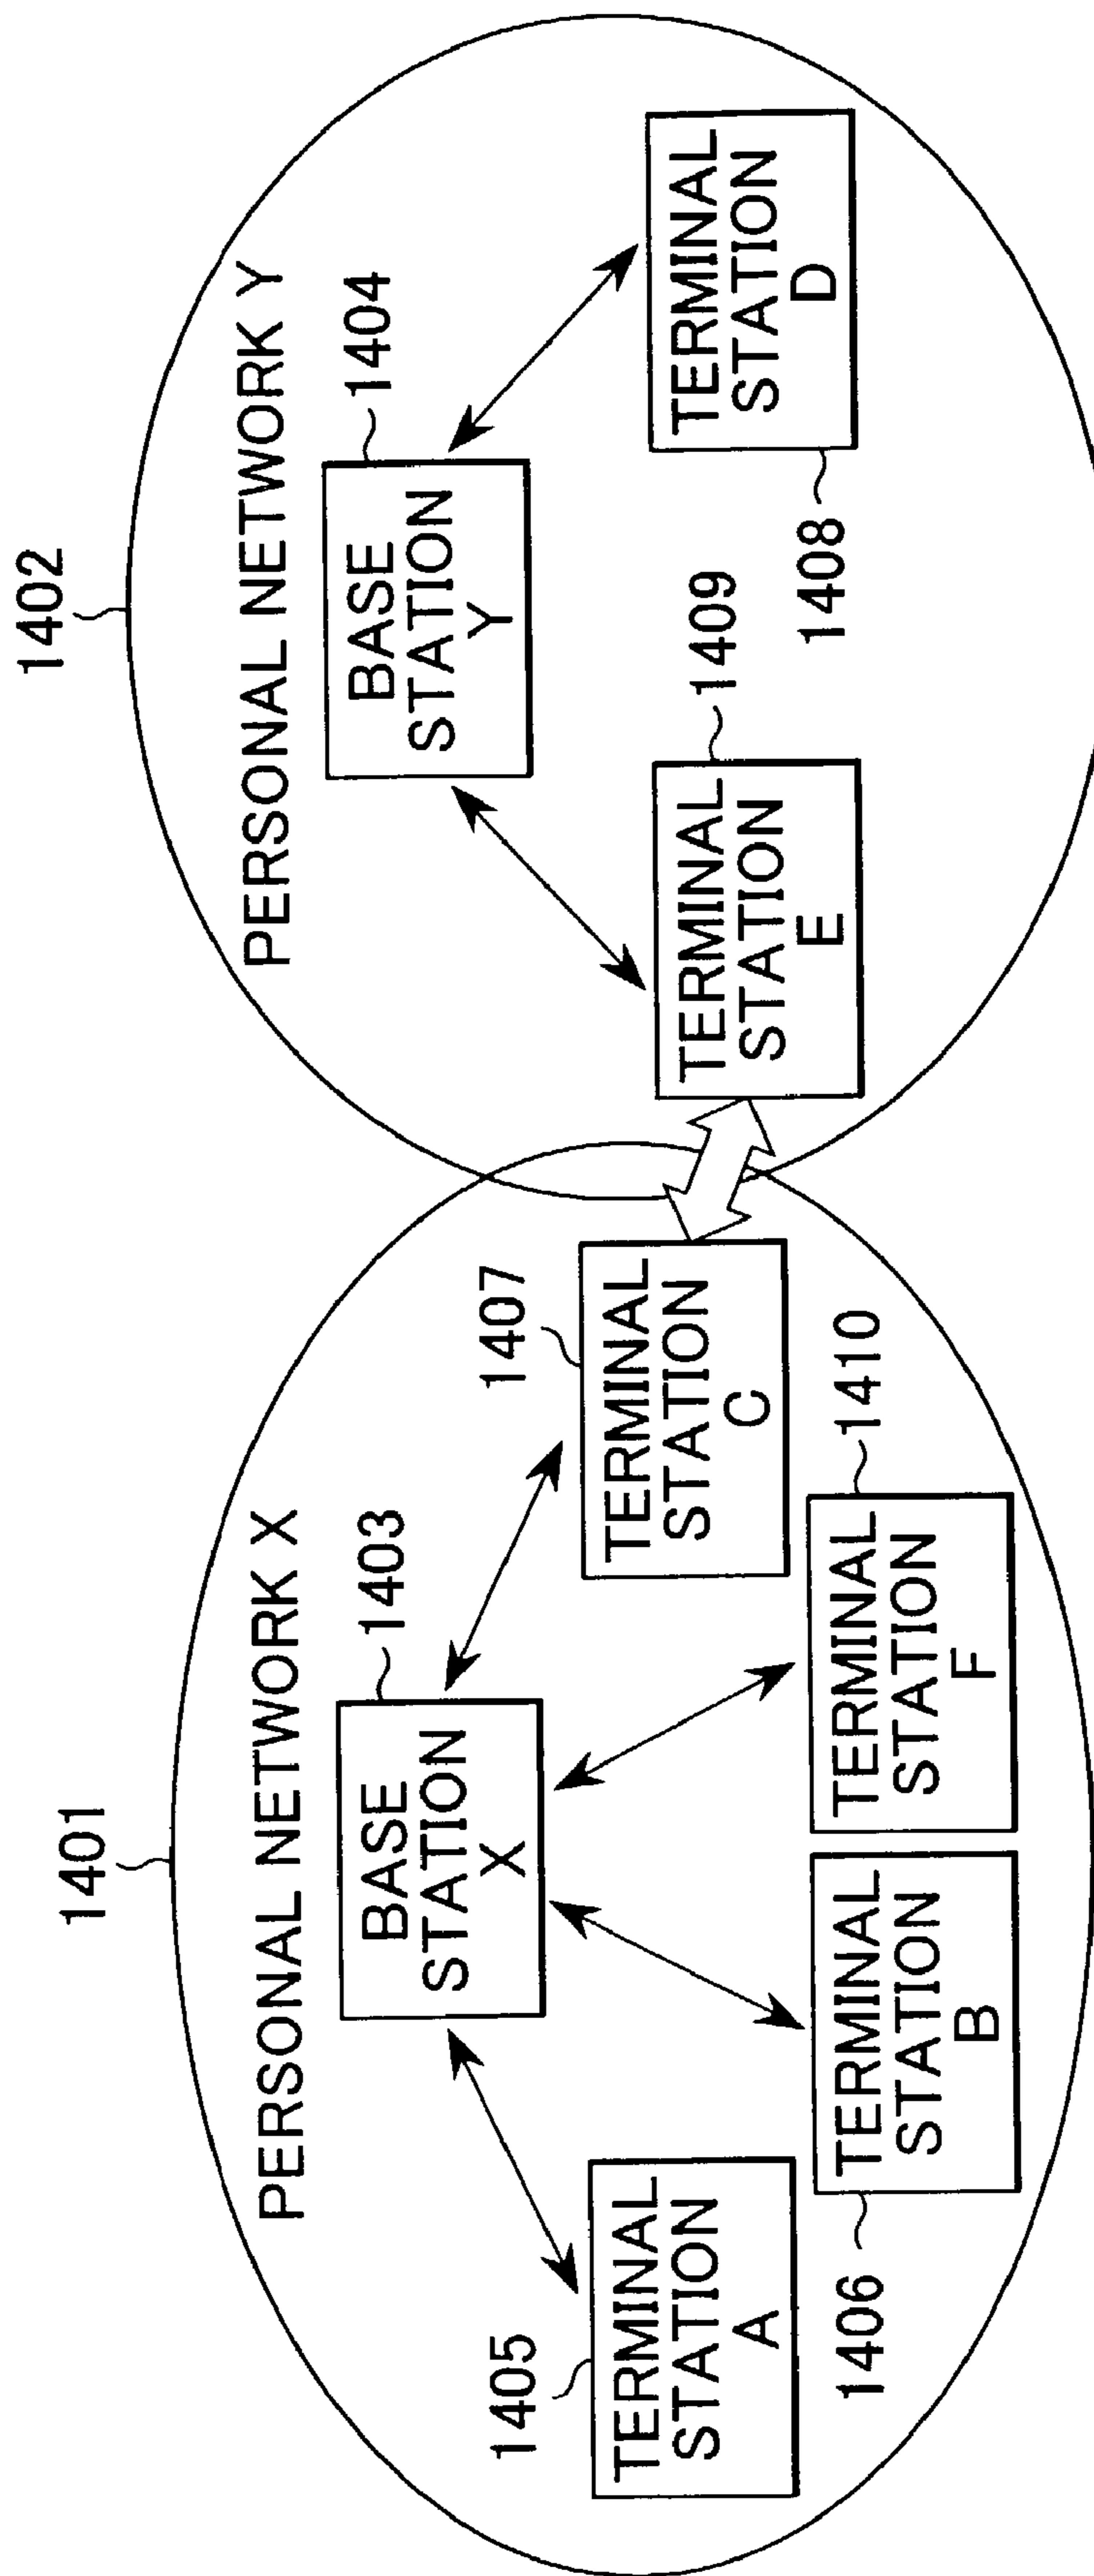 1401
PERSONAL NETWORK X
1403
BASE
STATION
X
1405
TERMINAL
STATION
A
1406
TERMINAL
STATION
B
1410
TERMINAL
STATION
F
1407
TERMINAL
STATION
C
1402
PERSONAL NETWORK Y
1404
BASE
STATION
Y
1409
TERMINAL
STATION
E
1408
TERMINAL
STATION
D